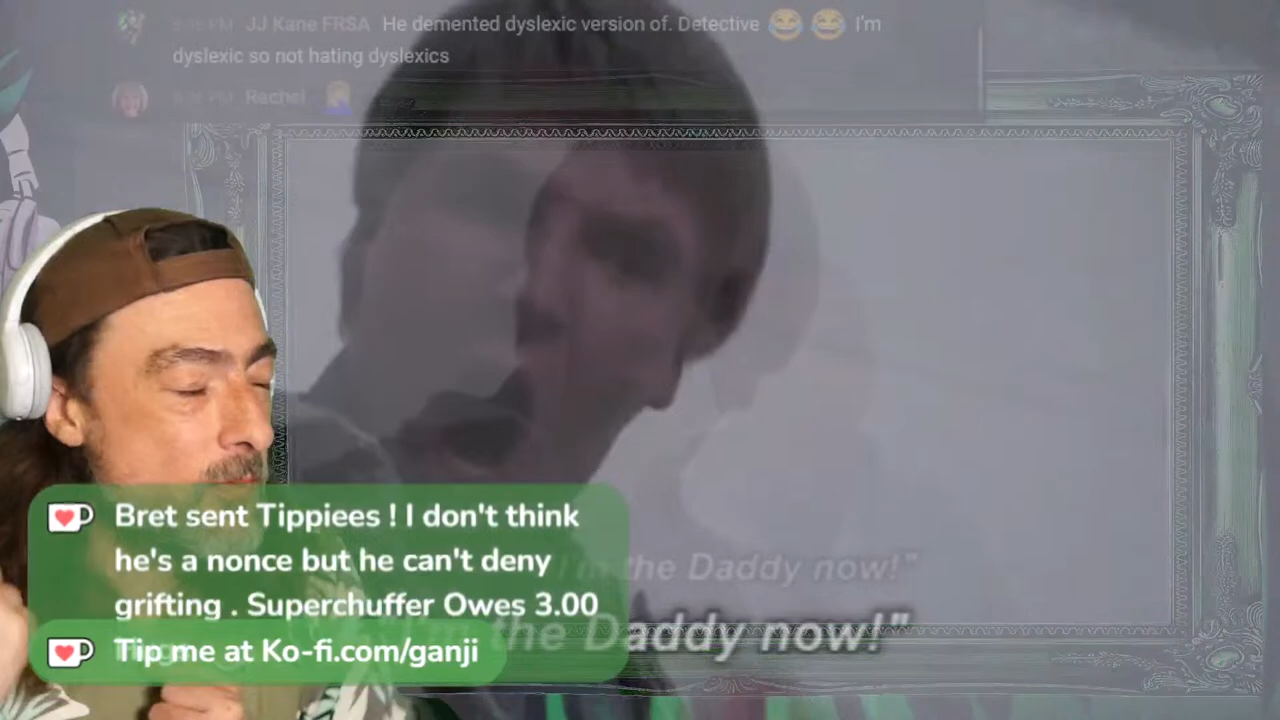 JJ Kane FRSA He demented dyslexic version of. Detective 😂 😂 I'm
dyslexic so not hating dyslexics
Rachel
Bret sent Tippiees ! I don't think
he's a nonce but he can't deny
grifting . Superchuffer Owes 3.00
I'm the Daddy now!"
Tip me at Ko-fi.com/ganji
"I'm the Daddy now!"